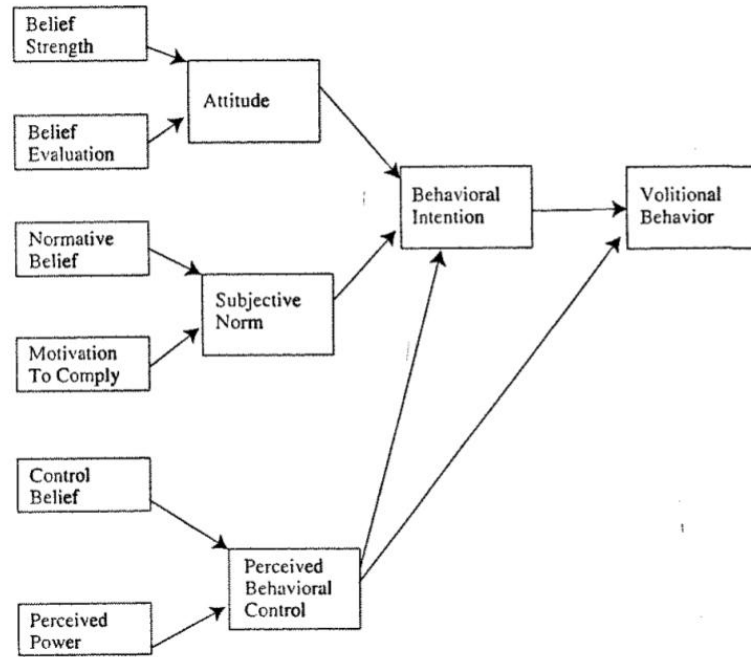 Belief
Strength
Attitude
Belief
Evaluation
Behavioral
Intention
Volitional
Behavior
Normative
Belief
Subjective
Norm
Motivation
To Comply
Control
Belief
Perceived
Behavioral
Control
Perceived
Power